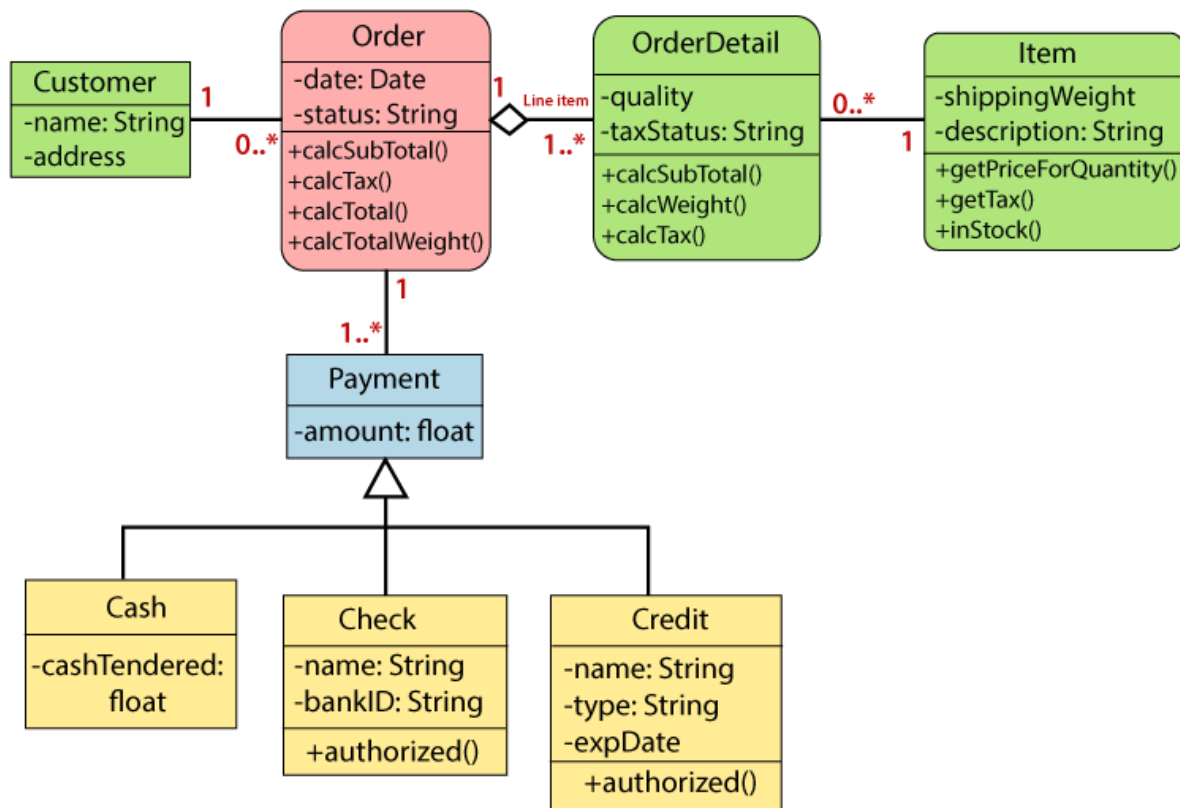 Customer
-name: String
-address
1
0..*
Order
-date: Date
-status: String
+calcSubTotal()
+calcTax()
+calcTotal()
+calcTotalWeight()
1
Line item
1..*
OrderDetail
-quality
-taxStatus: String
+calcSubTotal()
+calcWeight()
+calcTax()
0..*
1
Item
-shippingWeight
-description: String
+getPriceForQuantity()
+getTax()
+inStock()
1
1..*
Payment
-amount: float
Cash
-cashTendered:
float
Check
-name: String
-bankID: String
+authorized()
Credit
-name: String
-type: String
-expDate
+authorized()